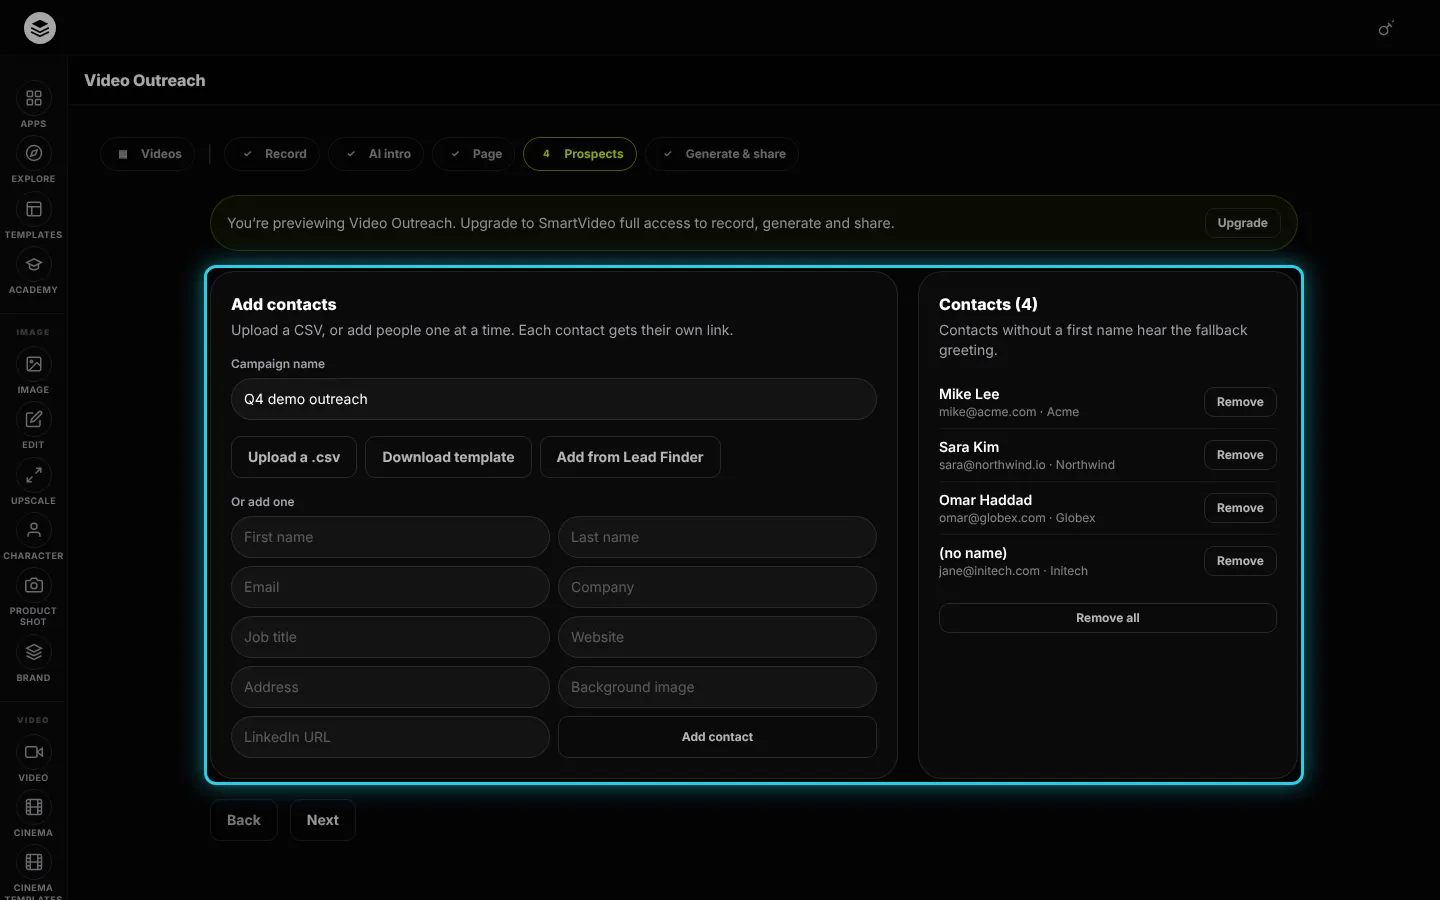 Video Outreach
APPS
EXPLORE
TEMPLATES
ACADEMY
IMAGE
IMAGE
EDIT
UPSCALE
CHARACTER
PRODUCT
SHOT
BRAND
VIDEO
VIDEO
CINEMA
CINEMA
TEMPLATES
Videos
Record
AI intro
Page
4 Prospects
Generate & share
You're previewing Video Outreach. Upgrade to SmartVideo full access to record, generate and share.
Upgrade
Add contacts
Upload a CSV, or add people one at a time. Each contact gets their own link.
Campaign name
Q4 demo outreach
Upload a .csv
Download template
Add from Lead Finder
Or add one
First name
Last name
Email
Company
Job title
Website
Address
Background image
LinkedIn URL
Add contact
Contacts (4)
Contacts without a first name hear the fallback
greeting.
Mike Lee
mike@acme.com · Acme
Remove
Sara Kim
sara@northwind.io · Northwind
Remove
Omar Haddad
omar@globex.com · Globex
Remove
(no name)
jane@initech.com · Initech
Remove
Remove all
Back
Next